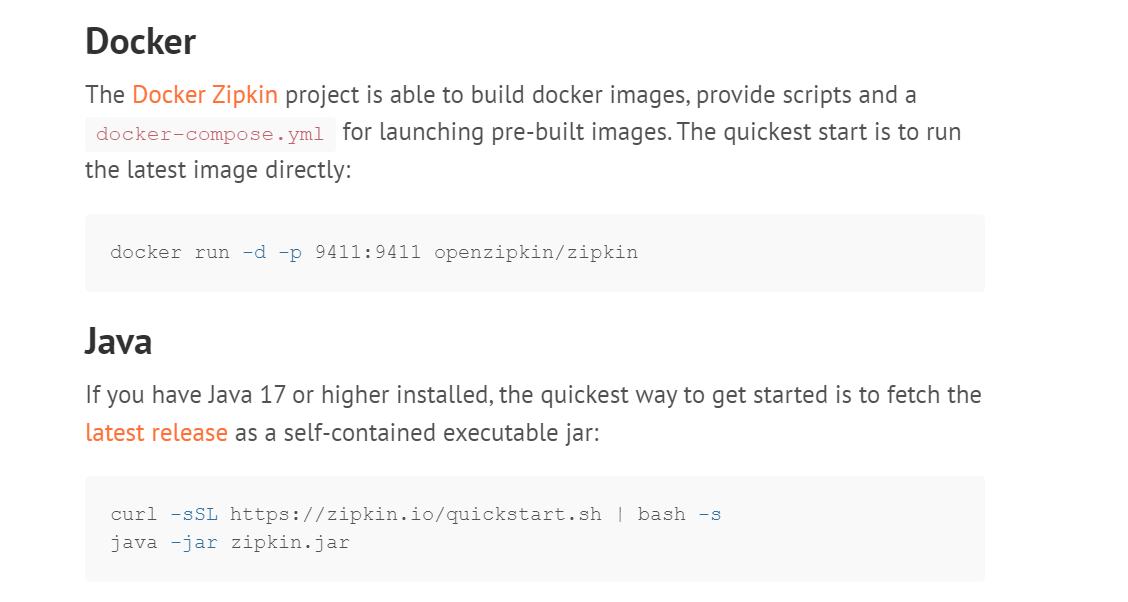 Docker
The Docker Zipkin project is able to build docker images, provide scripts and a
docker-compose.yml for launching pre-built images. The quickest start is to run
the latest image directly:
docker run -d -p 9411:9411 openzipkin/zipkin
Java
If you have Java 17 or higher installed, the quickest way to get started is to fetch the
latest release as a self-contained executable jar:
curl -sSL https://zipkin.io/quickstart.sh | bash -s
java -jar zipkin.jar